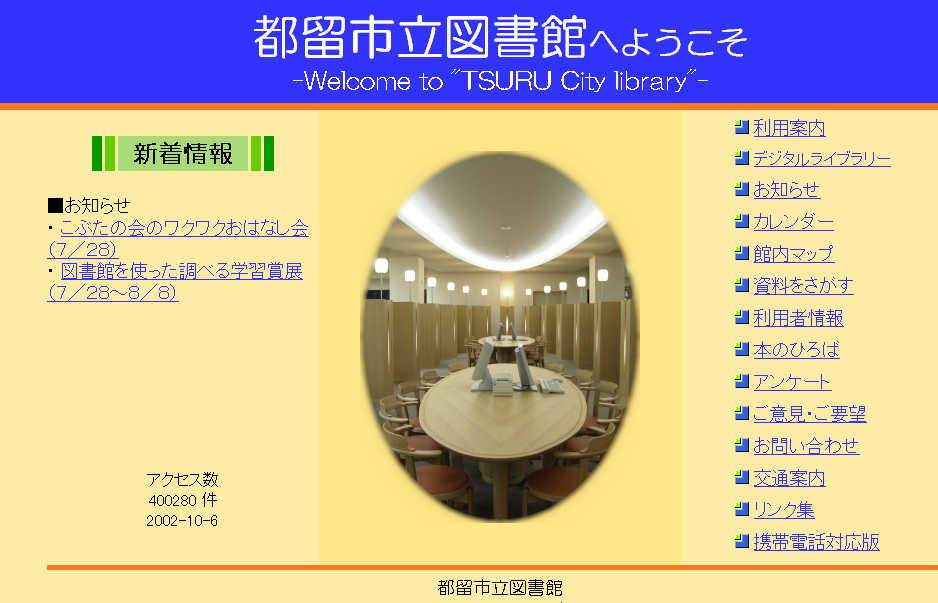 都留市立図書館へようこそ
-Welcome to "TSURU City library"-
新着情報
■お知らせ
・こぶたの会のワクワクおはなし会
（７／２８）
・図書館を使った調べる学習賞展
（７／２８～８／８）
アクセス数
400280 件
2002-10-6
利用案内
デジタルライブラリー
お知らせ
カレンダー
館内マップ
資料をさがす
利用者情報
本のひろば
アンケート
ご意見・ご要望
お問い合わせ
交通案内
リンク集
携帯電話対応版
都留市立図書館